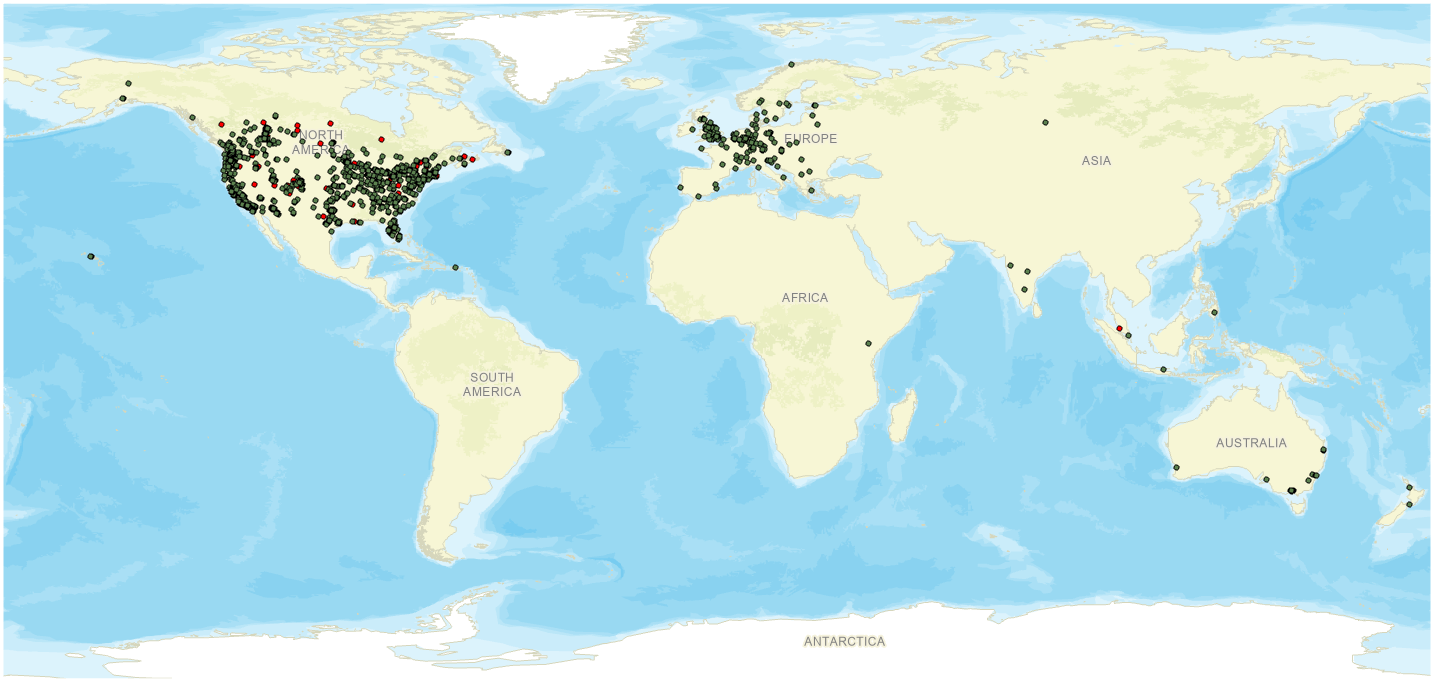 NORTH
AMERICA
EUROPE
ASIA
AFRICA
SOUTH
AMERICA
AUSTRALIA
ANTARCTICA